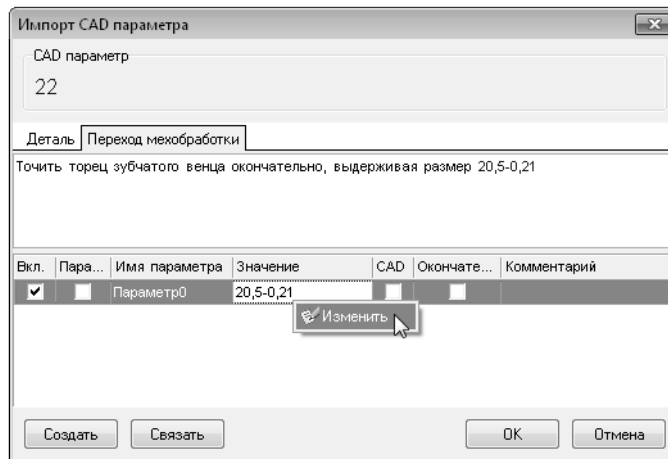 Импорт CAD параметра
CAD параметр
22
Деталь Переход мехобработки
Точить торец зубчатого венца окончательно, выдерживая размер 20,5-0,21
Вкл. Пара... Имя параметра Значение CAD Окончате... Комментарий
Параметр0 20,5-0,21
Изменить
Создать Связать OK Отмена